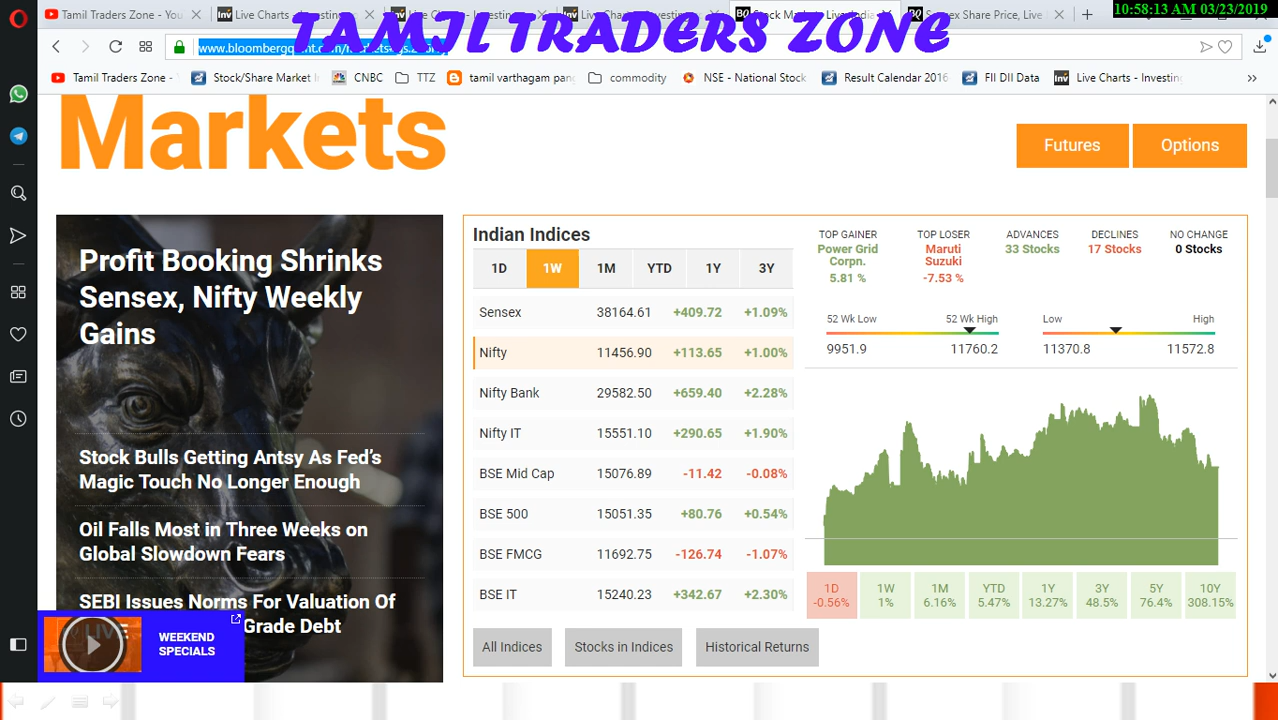 Tamil Traders Zone - You
Live Charts - Investing
Live Charts
Live Charts
Share Price, Live
10:58:13 AM 03/23/2019
TAMIL TRADERS ZONE
Tamil Traders Zone -
Stock/Share Market I
CNBC
TTZ
tamil varthagam pan
commodity
NSE - National Stock
Result Calendar 2016
FII DII Data
Live Charts - Investing
»
Markets
Futures
Options
Profit Booking Shrinks
Sensex, Nifty Weekly
Gains
Stock Bulls Getting Antsy As Fed's
Magic Touch No Longer Enough
Oil Falls Most in Three Weeks on
Global Slowdown Fears
SEBI Issues Norms For Valuation Of
Grade Debt
LIVE
WEEKEND
SPECIALS
Indian Indices
1D 1W 1M YTD 1Y 3Y
Sensex 38164.61 +409.72 +1.09%
Nifty 11456.90 +113.65 +1.00%
Nifty Bank 29582.50 +659.40 +2.28%
Nifty IT 15551.10 +290.65 +1.90%
BSE Mid Cap 15076.89 -11.42 -0.08%
BSE 500 15051.35 +80.76 +0.54%
BSE FMCG 11692.75 -126.74 -1.07%
BSE IT 15240.23 +342.67 +2.30%
All Indices
Stocks in Indices
Historical Returns
TOP GAINER
Power Grid
Corpn.
5.81 %
TOP LOSER
Maruti
Suzuki
-7.53 %
ADVANCES
33 Stocks
DECLINES
17 Stocks
NO CHANGE
0 Stocks
52 Wk Low 52 Wk High
9951.9 11760.2
Low High
11370.8 11572.8
1D 1W 1M YTD 1Y 3Y 5Y 10Y
-0.56% 1% 6.16% 5.47% 13.27% 48.5% 76.4% 308.15%